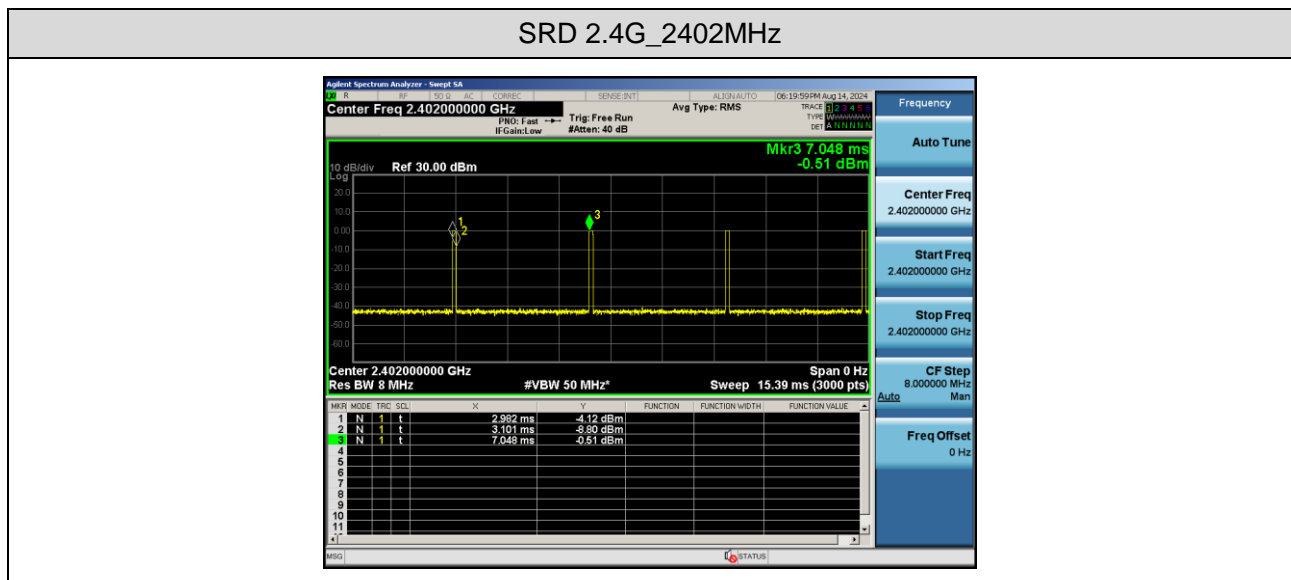 SRD 2.4G_2402MHz
Agilent Spectrum Analyzer - Swept SA
R RF 50 Ω AC CORREC SENSE:INT ALIGNAUTO 06:19:59PM Aug 14, 2024
Center Freq 2.402000000 GHz Avg Type: RMS TRACE 1 2 3 4 5 6 Frequency
PNO: Fast Trig: Free Run TYPE
IFGain:Low #Atten: 40 dB DET A N N N N N
Auto Tune
Mkr3 7.048 ms
10 dB/div Ref 30.00 dBm -0.51 dBm
Log
20.0
Center Freq
2.402000000 GHz
10.0
1 2 3
0.00
-10.0
Start Freq
2.402000000 GHz
-20.0
-30.0
-40.0
Stop Freq
2.402000000 GHz
-50.0
-60.0
Center 2.402000000 GHz Span 0 Hz
Res BW 8 MHz #VBW 50 MHz* Sweep 15.39 ms (3000 pts)
CF Step
8.000000 MHz
Auto Man
MKR MODE TRC SCL X Y FUNCTION FUNCTION WIDTH FUNCTION VALUE
1 N 1 t 2.982 ms -4.12 dBm
2 N 1 t 3.101 ms -8.80 dBm
3 N 1 t 7.048 ms -0.51 dBm
4
5
6
7
8
9
10
11
Freq Offset
0 Hz
MSG STATUS